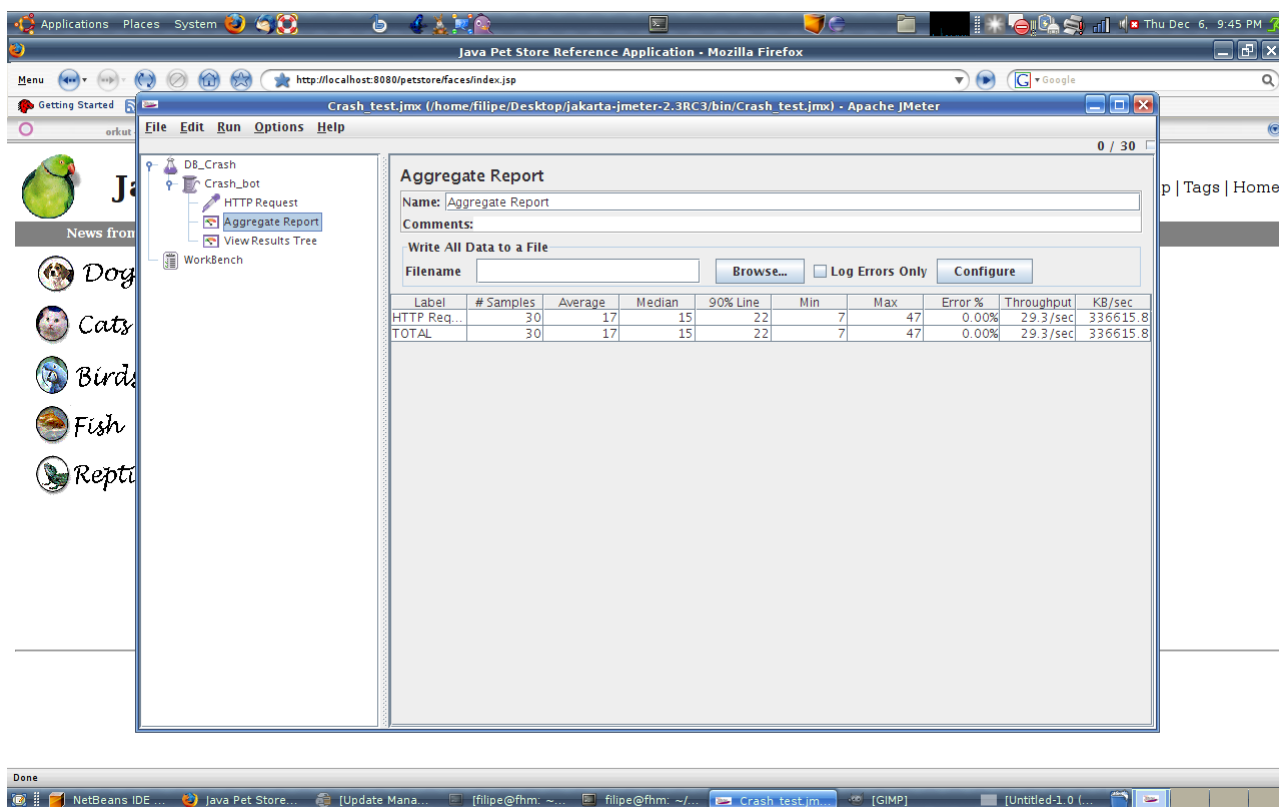 Applications Places System
Thu Dec 6, 9:45 PM
Java Pet Store Reference Application - Mozilla Firefox
Menu
http://localhost:8080/petstore/faces/index.jsp
G Google
Getting Started
Crash_test.jmx (/home/filipe/Desktop/jakarta-jmeter-2.3RC3/bin/Crash_test.jmx) - Apache JMeter
orkut
File Edit Run Options Help
0 / 30
DB_Crash
Crash_bot
HTTP Request
Aggregate Report
View Results Tree
WorkBench
Aggregate Report
Name: Aggregate Report
Comments:
Write All Data to a File
Filename Browse... Log Errors Only Configure
Label # Samples Average Median 90% Line Min Max Error % Throughput KB/sec
HTTP Req... 30 17 15 22 7 47 0.00% 29.3/sec 336615.8
TOTAL 30 17 15 22 7 47 0.00% 29.3/sec 336615.8
Ja
p | Tags | Home
News from
Dog
Cats
Birds
Fish
Repti
Done
NetBeans IDE ... Java Pet Store... [Update Mana... [filipe@fhm: ~... filipe@fhm: ~/... Crash_test.jm... [GIMP] [Untitled-1.0 (...